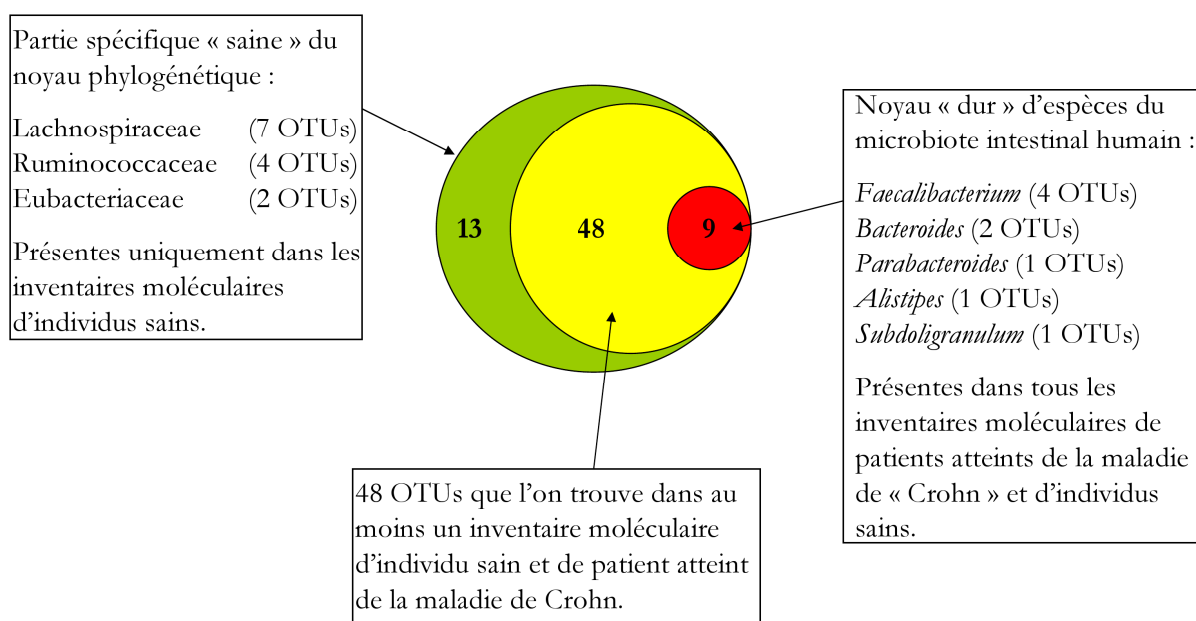 Partie spécifique « saine » du
noyau phylogénétique :
Lachnospiraceae (7 OTUs)
Ruminococcaceae (4 OTUs)
Eubacteriaceae (2 OTUs)
Présentes uniquement dans les
inventaires moléculaires
d'individus sains.
13
48
9
Noyau « dur » d'espèces du
microbiote intestinal humain :
Faecalibacterium (4 OTUs)
Bacteroides (2 OTUs)
Parabacteroides (1 OTUs)
Alistipes (1 OTUs)
Subdoligranulum (1 OTUs)
Présentes dans tous les
inventaires moléculaires de
patients atteints de la maladie
de « Crohn » et d'individus
sains.
48 OTUs que l'on trouve dans au
moins un inventaire moléculaire
d'individu sain et de patient atteint
de la maladie de Crohn.